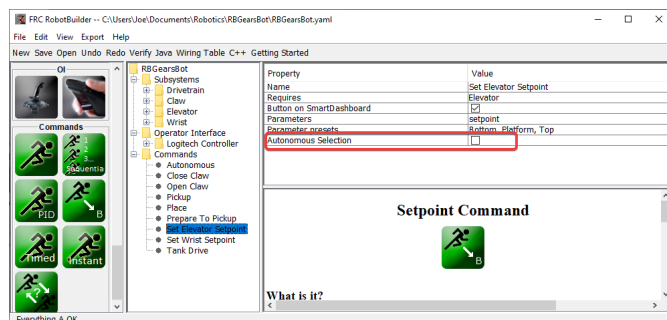 FRC RobotBuilder -- C:\Users\Joe\Documents\Robotics\RBGearsBot\RBGearsBot.yaml
File Edit View Export Help
New Save Open Undo Redo Verify Java Wiring Table C++ Getting Started
OI
Commands
1
2
3...
Sequential
PID
B
Timed
Instant
?
RBGearsBot
Subsystems
Drivetrain
Claw
Elevator
Wrist
Operator Interface
Logitech Controller
Commands
Autonomous
Close Claw
Open Claw
Pickup
Place
Prepare To Pickup
Set Elevator Setpoint
Set Wrist Setpoint
Tank Drive
Property Value
Name Set Elevator Setpoint
Requires Elevator
Button on SmartDashboard
Parameters setpoint
Parameter presets Bottom, Platform, Top
Autonomous Selection
Setpoint Command
B
What is it?
Everything A OK